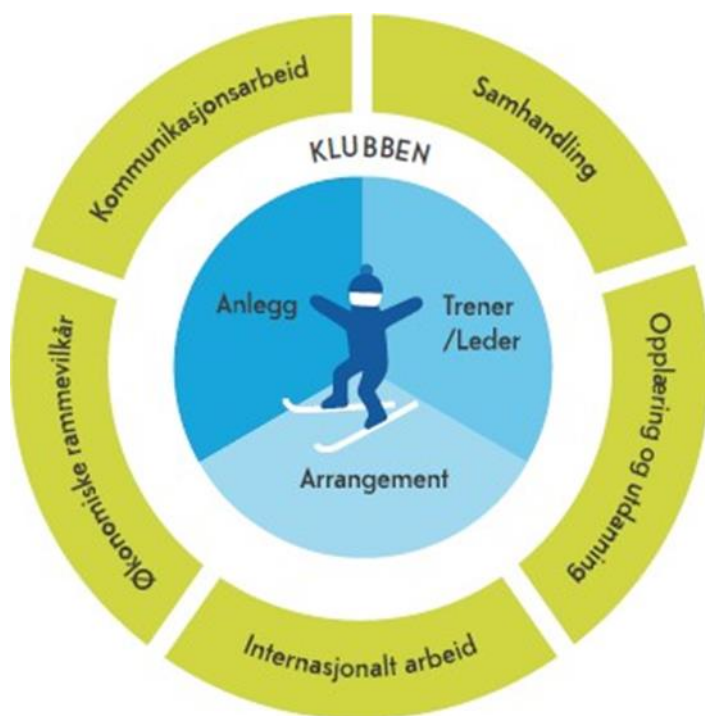 Kommunikasjonsarbeid
Samhandling
KLUBBEN
Anlegg
Trener
/Leder
Arrangement
Økonomiske rammevilkår
Opplæring og utdanning
Internasjonalt arbeid